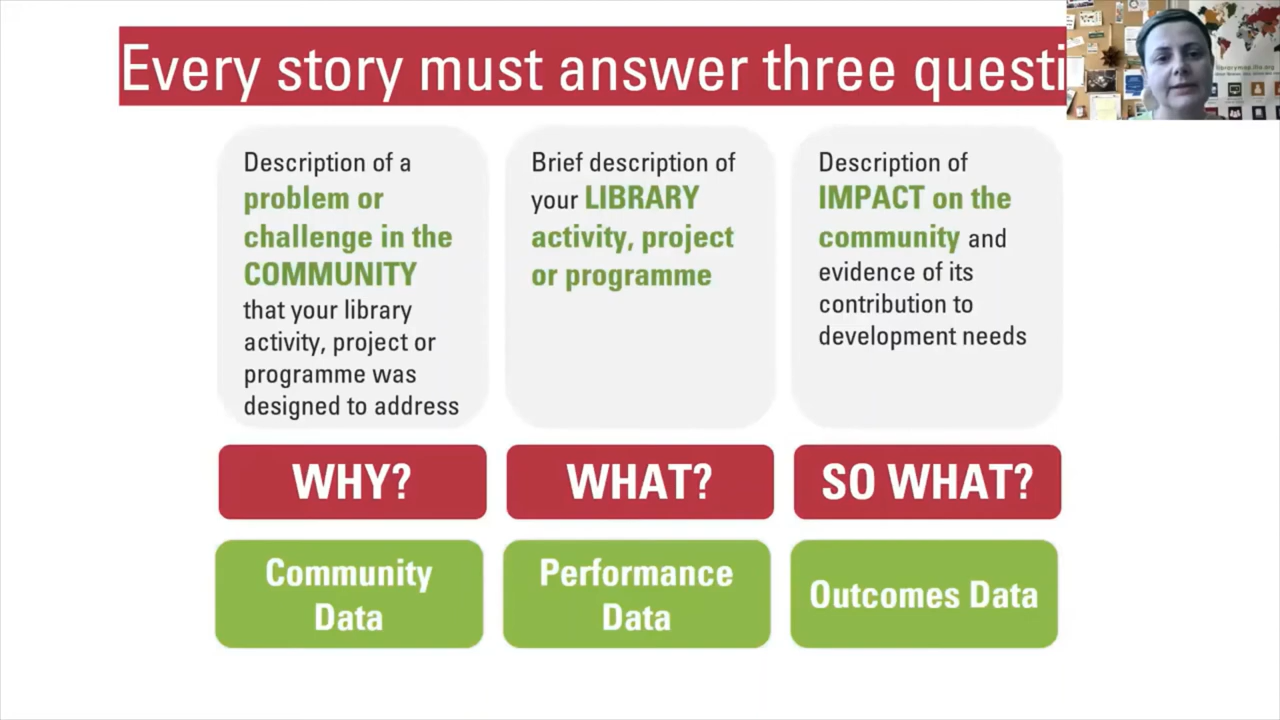 Every story must answer three questi
Description of a
problem or
challenge in the
COMMUNITY
that your library
activity, project or
programme was
designed to address
Brief description of
your LIBRARY
activity, project
or programme
Description of
IMPACT on the
community and
evidence of its
contribution to
development needs
WHY?
WHAT?
SO WHAT?
Community
Data
Performance
Data
Outcomes Data
librarymap.ifla.org